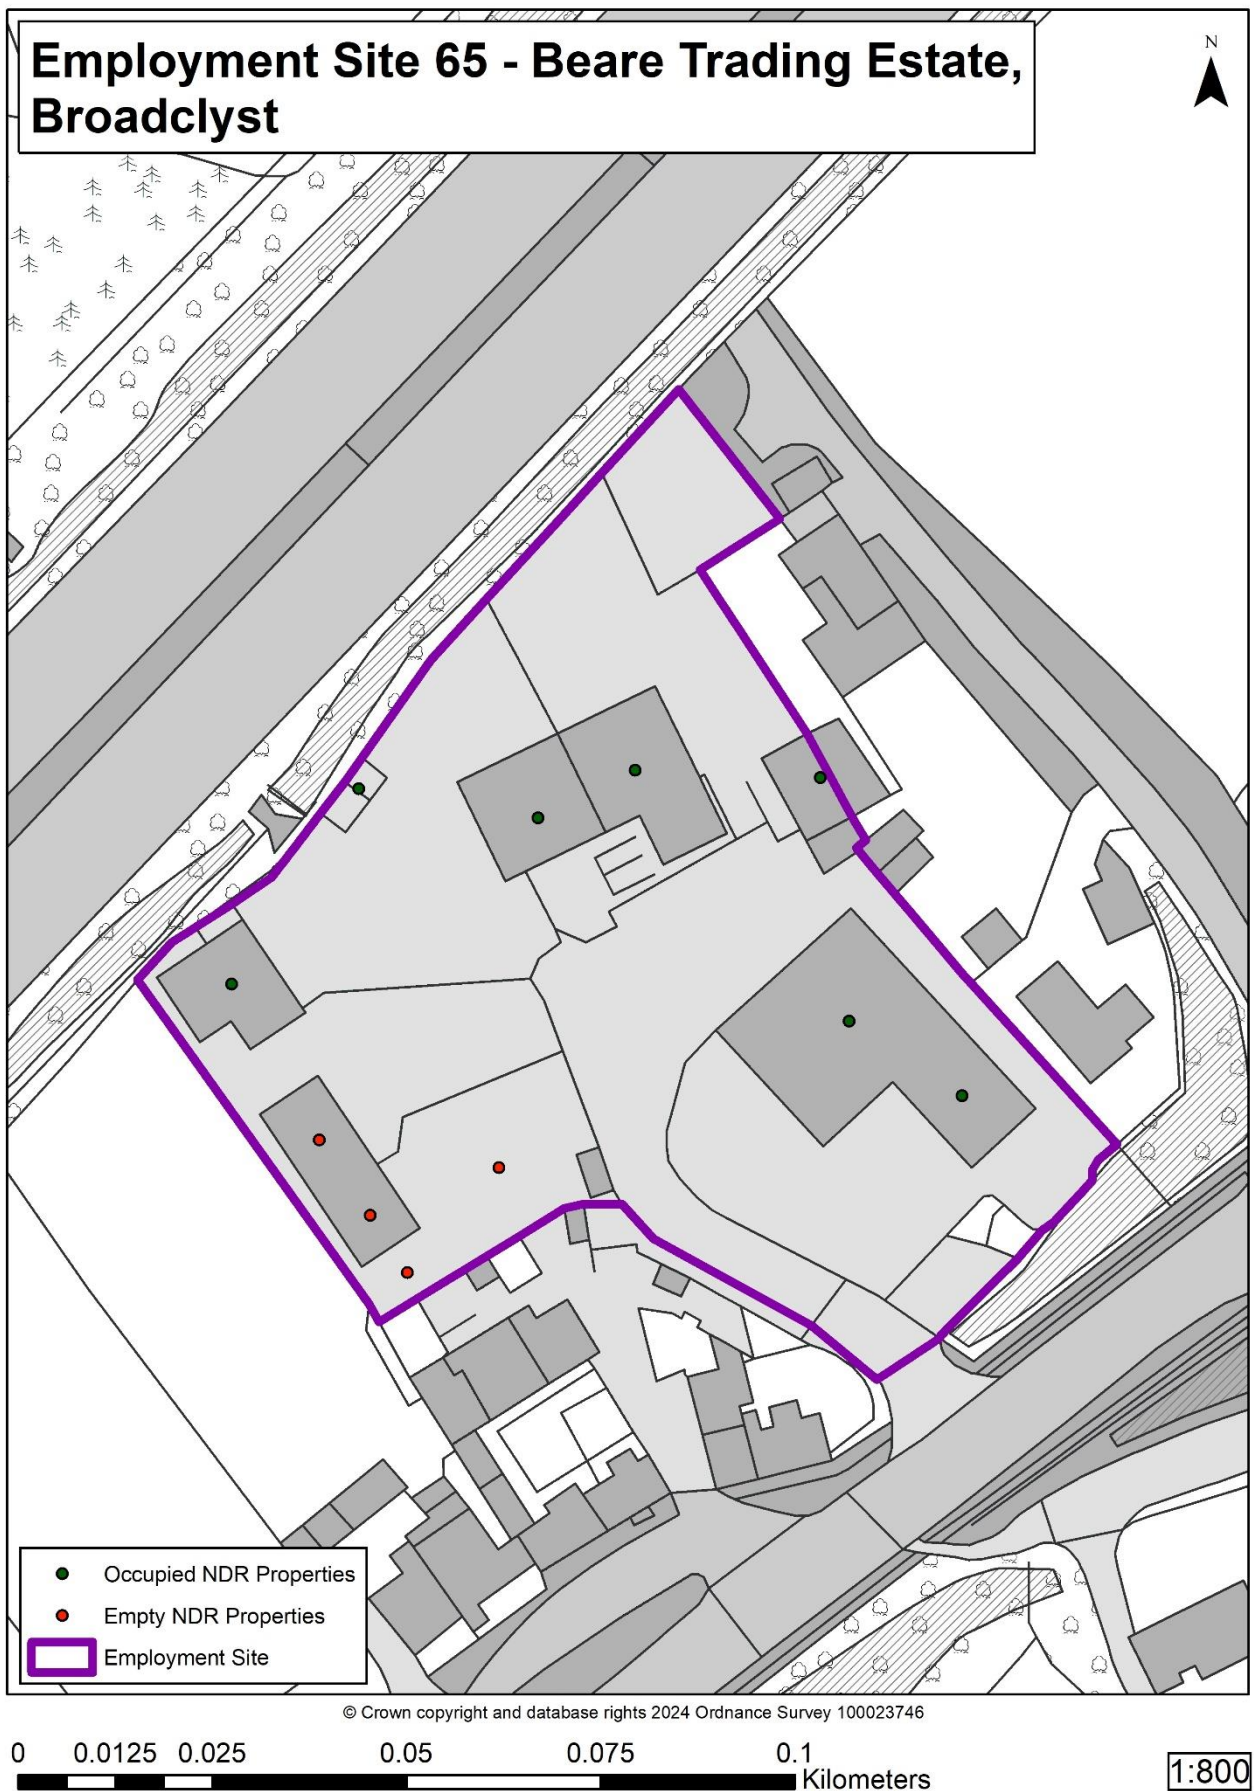 Employment Site 65 - Beare Trading Estate,
Broadclyst
N
Occupied NDR Properties
Empty NDR Properties
Employment Site
© Crown copyright and database rights 2024 Ordnance Survey 100023746
0 0.0125 0.025 0.05 0.075 0.1
Kilometers
1:800